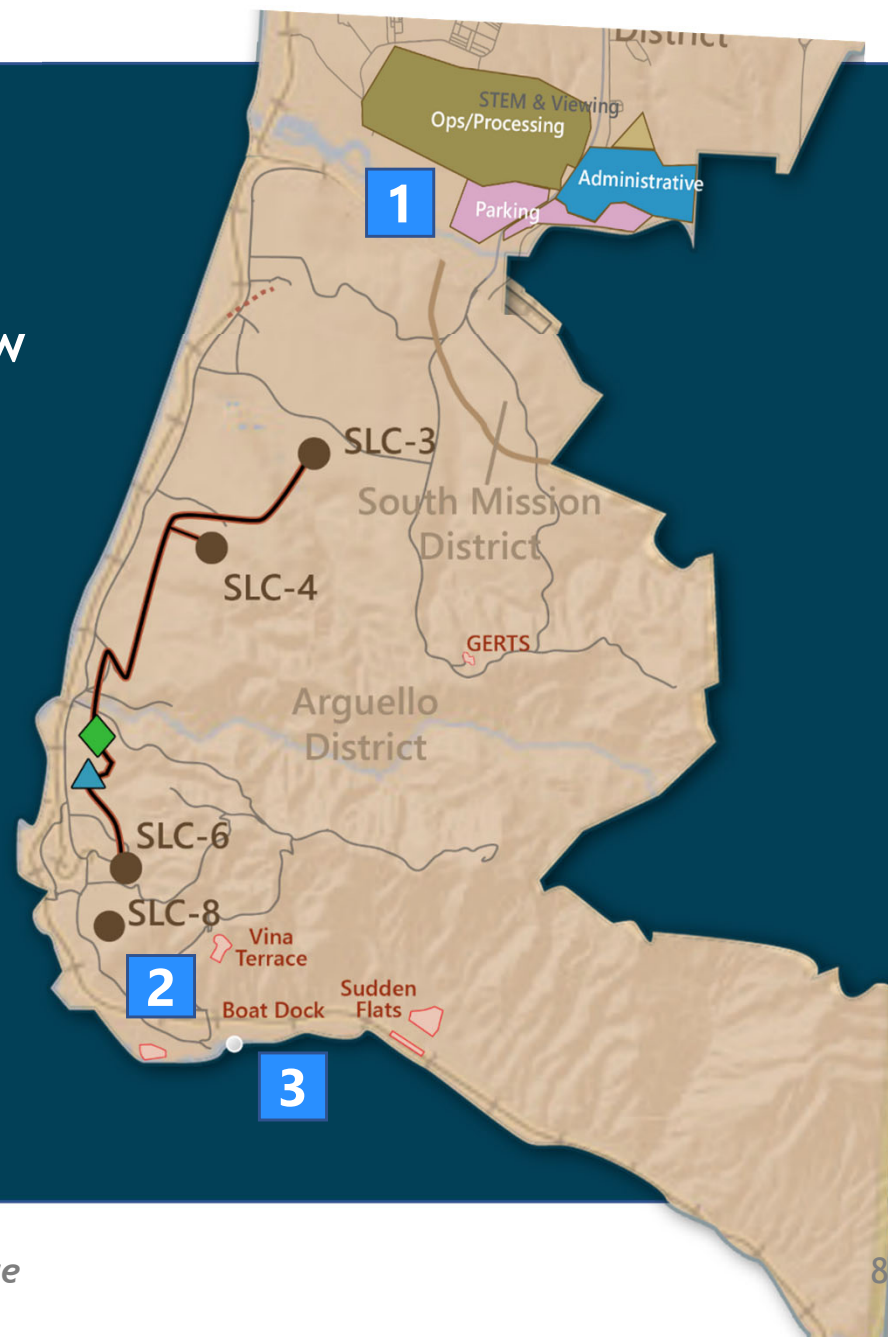 District
STEM & Viewing
Ops/Processing
Administrative
1
Parking
w
SLC-3
South Mission
District
SLC-4
GERTS
Arguello
District
SLC-6
SLC-8
Vina
Terrace
2
Sudden
Flats
Boat Dock
3
e
8